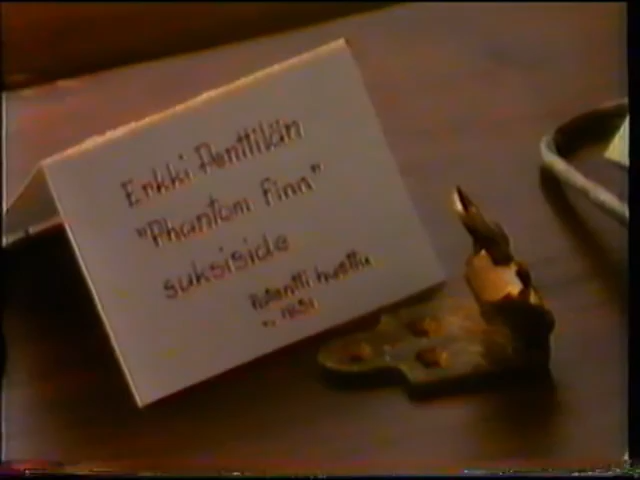 Erkki Penttilän
"Phantom Finn"
suksiside
Patentti haettu